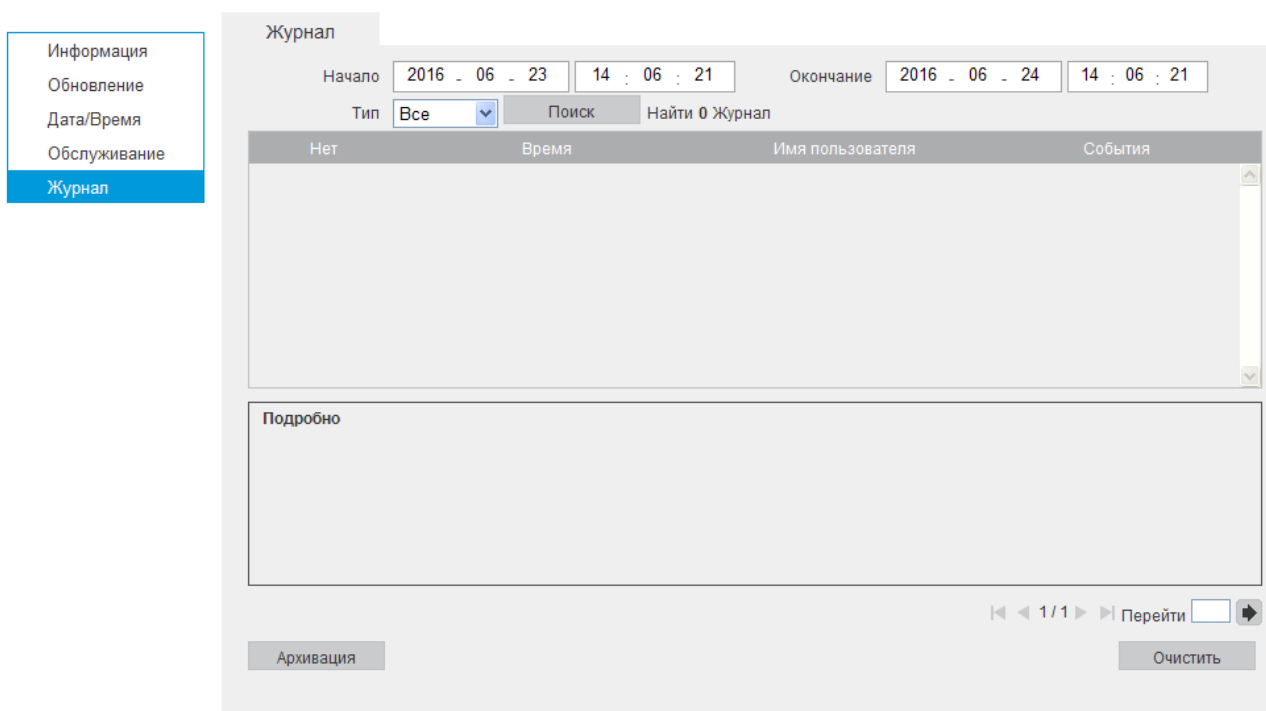 Информация
Обновление
Дата/Время
Обслуживание
Журнал
Журнал
Начало 2016 - 06 - 23 14 : 06 : 21 Окончание 2016 - 06 - 24 14 : 06 : 21
Тип Все Поиск Найти 0 Журнал
Нет Время Имя пользователя События
Подробно
1 / 1 Перейти
Архивация Очистить